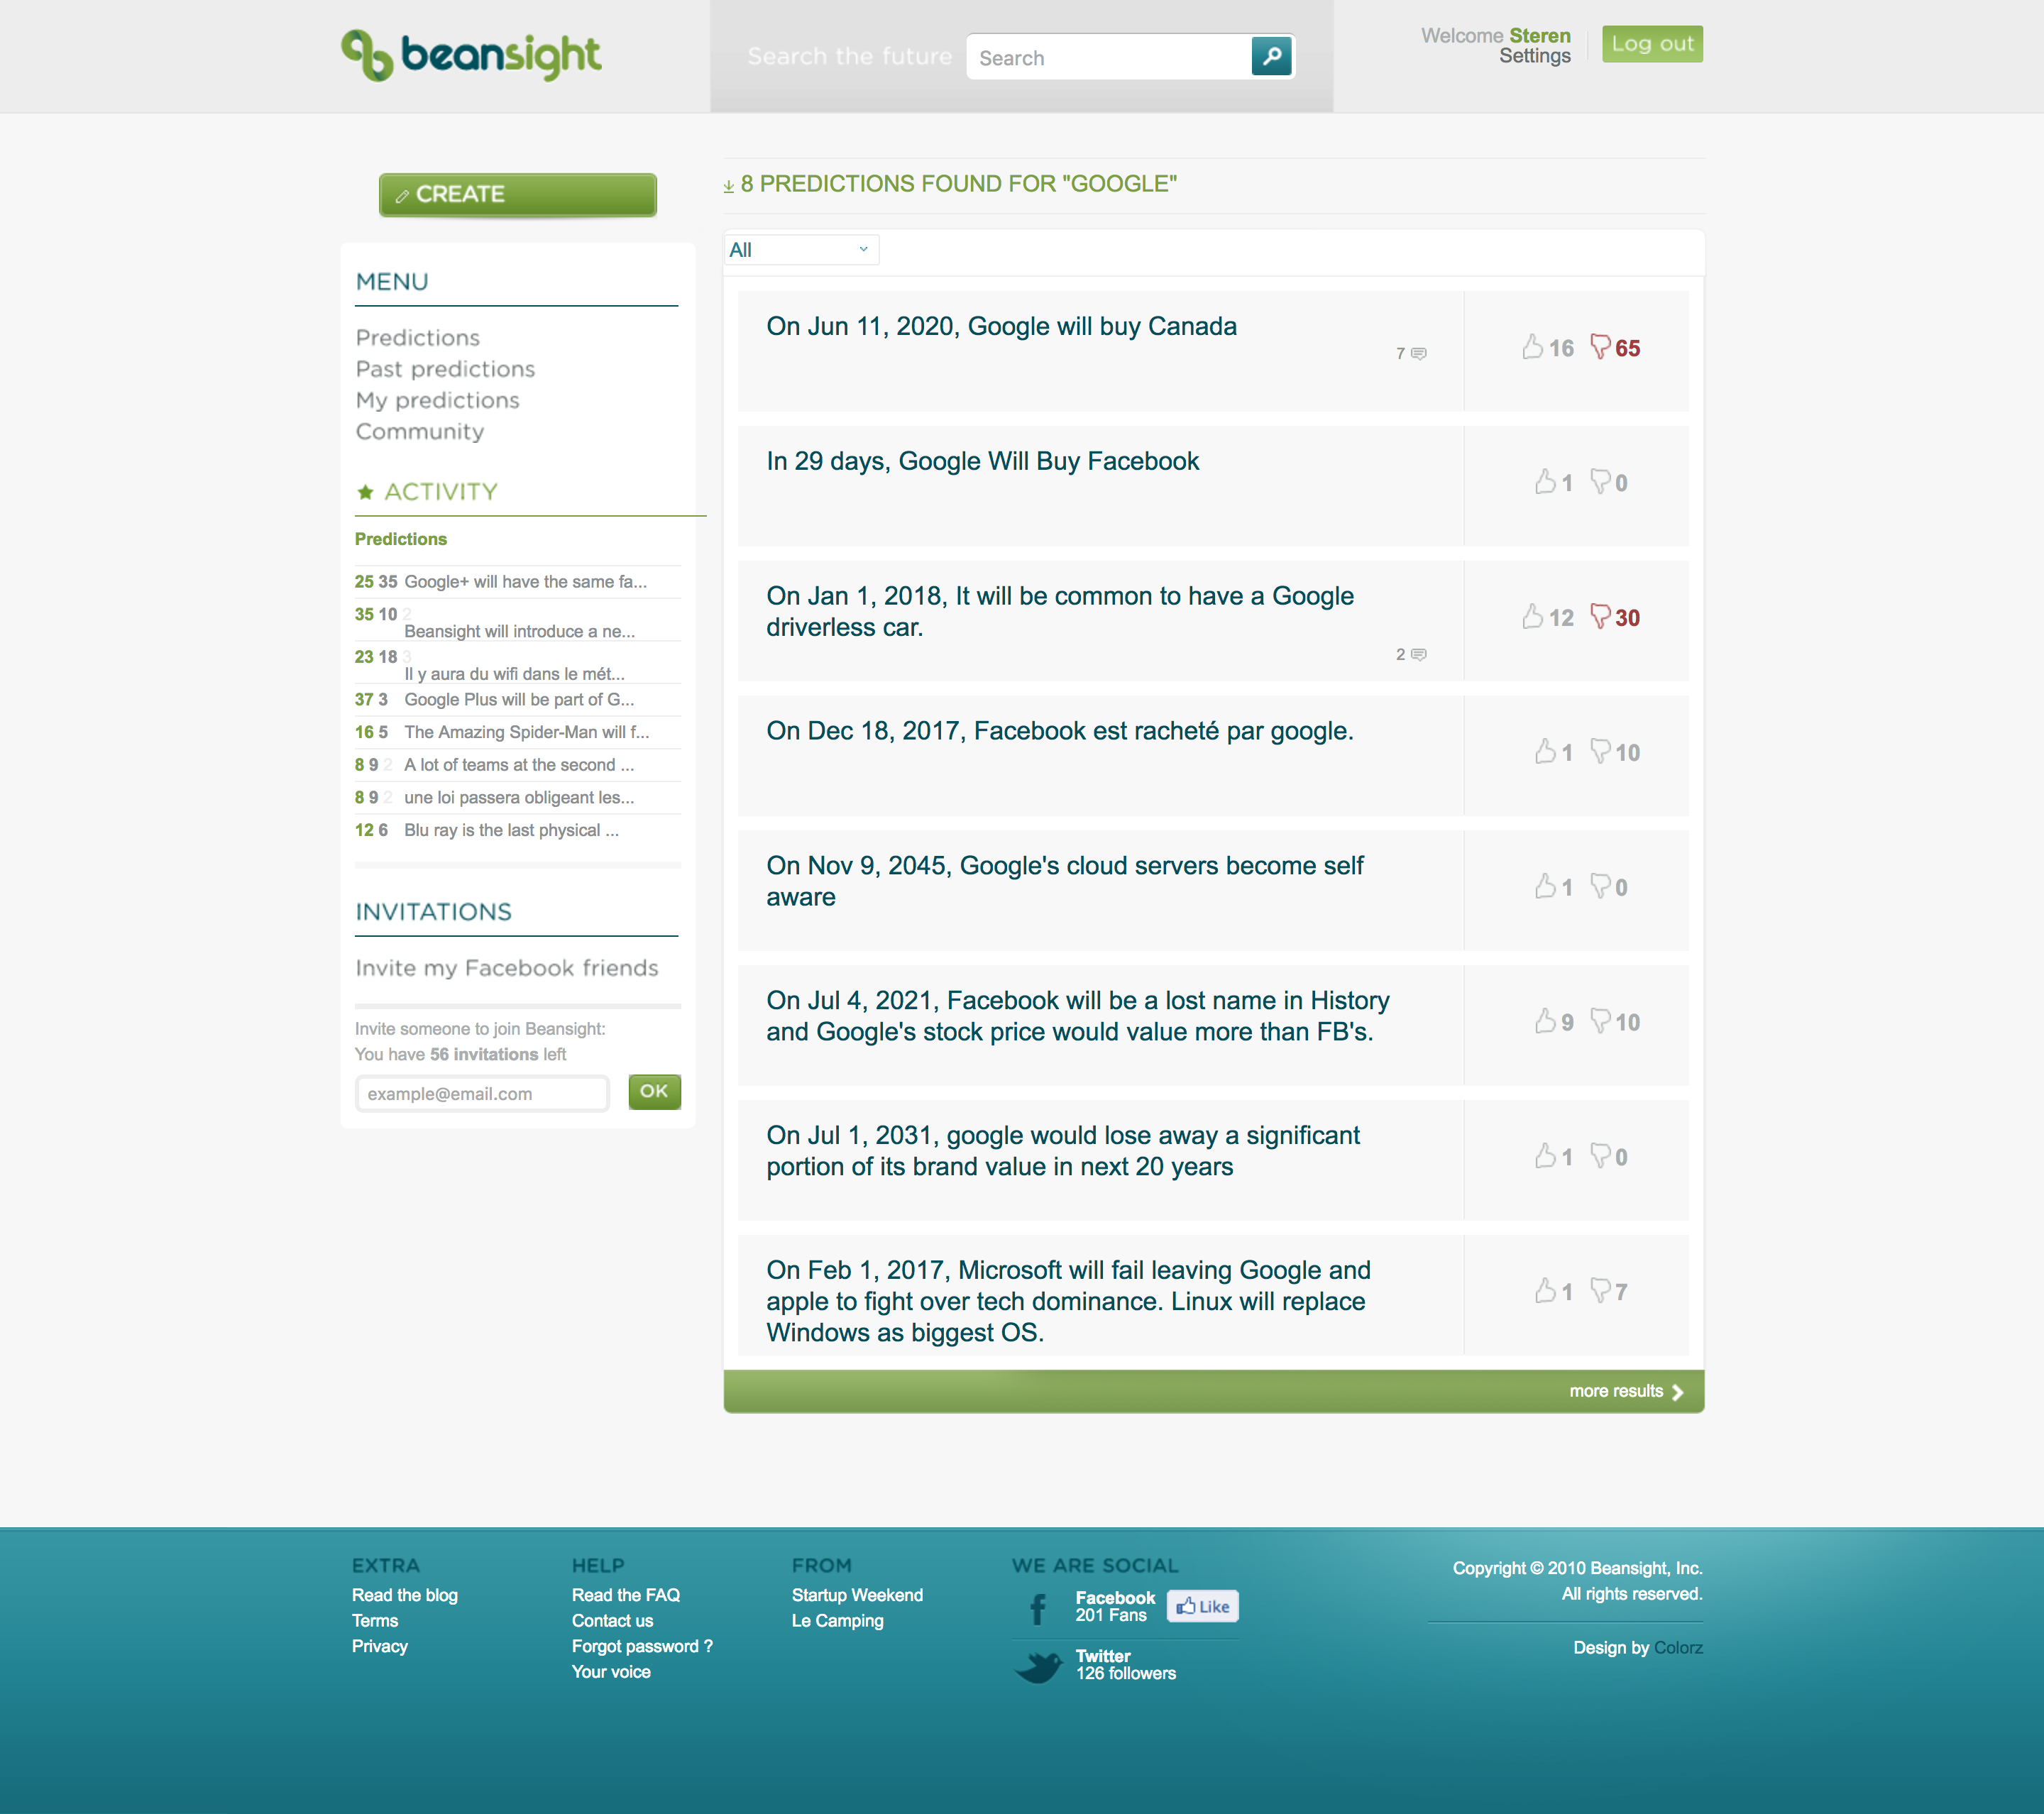 beansight
Search the future
Search
Welcome Steren
Settings
Log out
CREATE
MENU
Predictions
Past predictions
My predictions
Community
ACTIVITY
Predictions
25 35 Google+ will have the same fa...
35 10 2
Beansight will introduce a ne...
23 18 3
Il y aura du wifi dans le mét...
37 3 Google Plus will be part of G...
16 5 The Amazing Spider-Man will f...
8 9 2 A lot of teams at the second ...
8 9 2 une loi passera obligeant les...
12 6 Blu ray is the last physical ...
INVITATIONS
Invite my Facebook friends
Invite someone to join Beansight:
You have 56 invitations left
example@email.com
OK
8 PREDICTIONS FOUND FOR "GOOGLE"
All
On Jun 11, 2020, Google will buy Canada
7
16 65
In 29 days, Google Will Buy Facebook
1 0
On Jan 1, 2018, It will be common to have a Google
driverless car.
2
12 30
On Dec 18, 2017, Facebook est racheté par google.
1 10
On Nov 9, 2045, Google's cloud servers become self
aware
1 0
On Jul 4, 2021, Facebook will be a lost name in History
and Google's stock price would value more than FB's.
9 10
On Jul 1, 2031, google would lose away a significant
portion of its brand value in next 20 years
1 0
On Feb 1, 2017, Microsoft will fail leaving Google and
apple to fight over tech dominance. Linux will replace
Windows as biggest OS.
1 7
more results
EXTRA
Read the blog
Terms
Privacy
HELP
Read the FAQ
Contact us
Forgot password ?
Your voice
FROM
Startup Weekend
Le Camping
WE ARE SOCIAL
Facebook
201 Fans
Like
Twitter
126 followers
Copyright © 2010 Beansight, Inc.
All rights reserved.
Design by Colorz